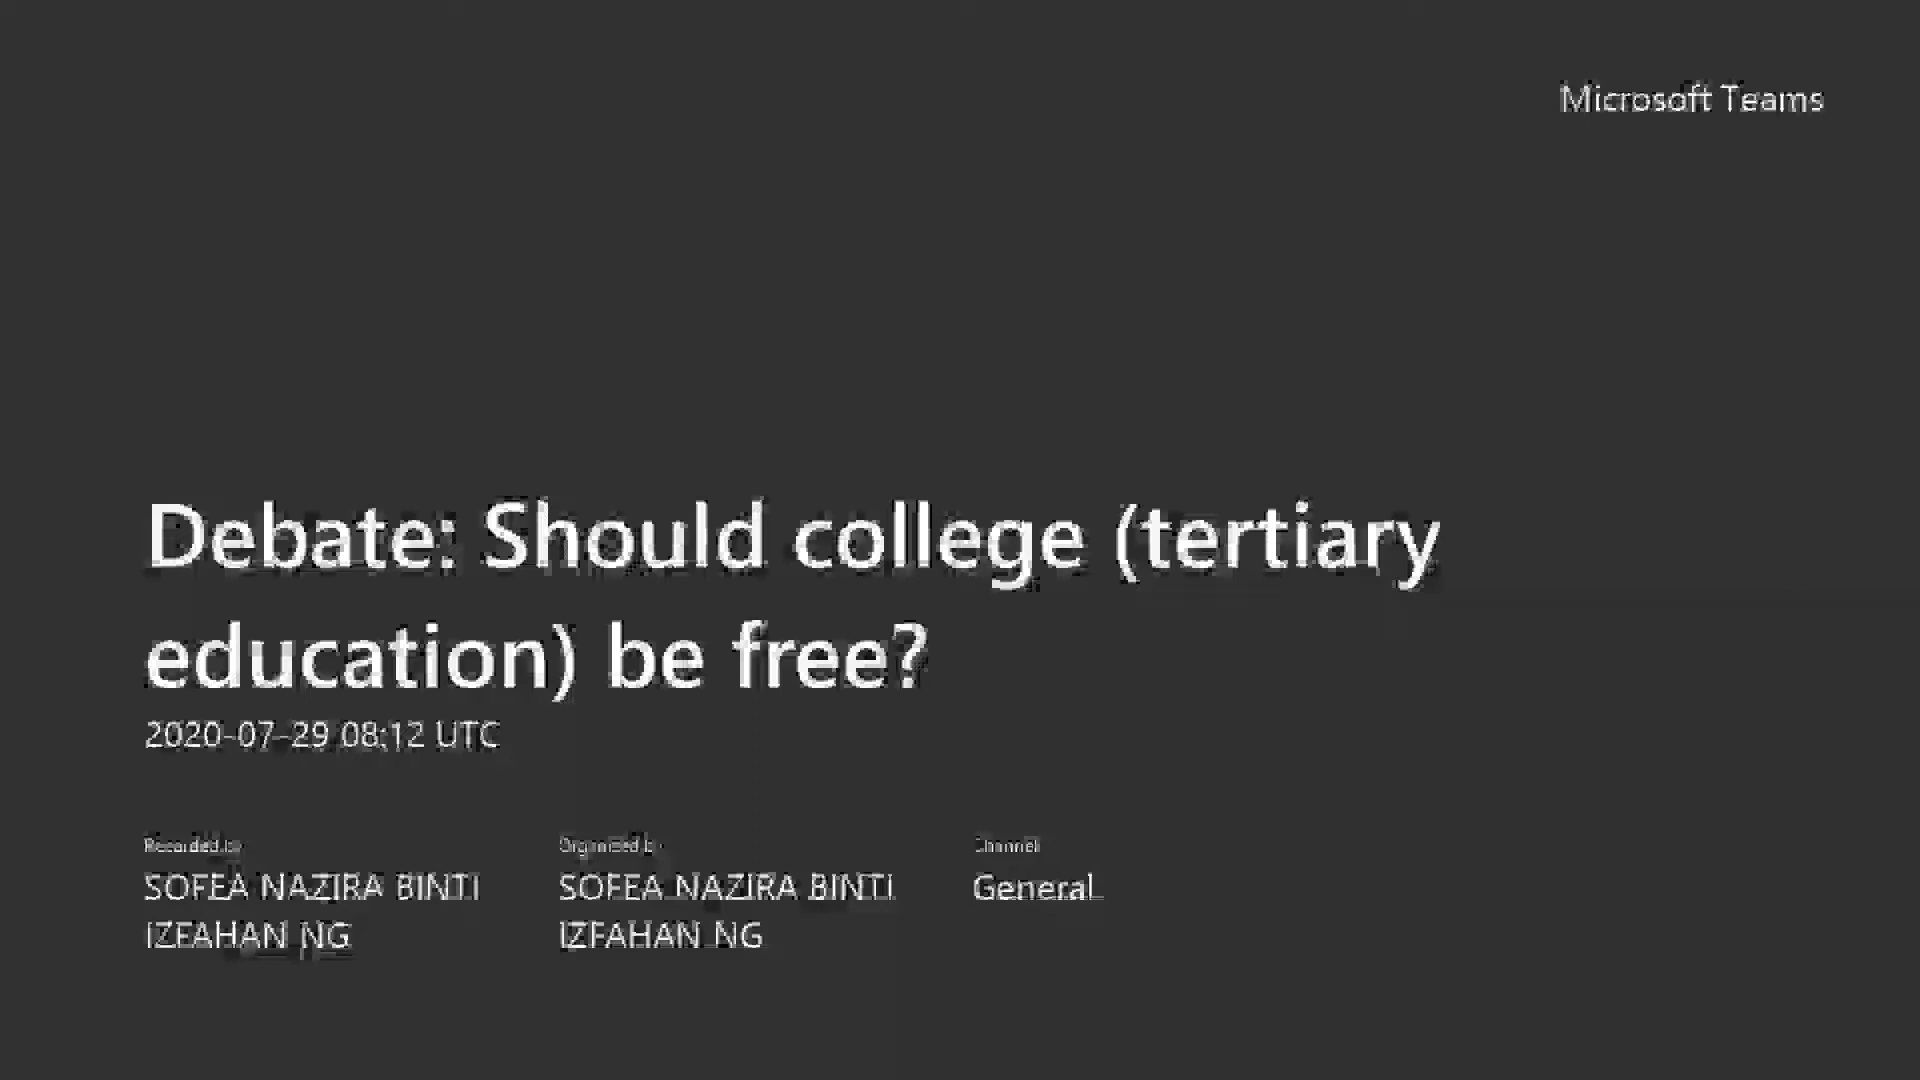 Microsoft Teams
Debate: Should college (tertiary
education) be free?
2020-07-29 08:12 UTC
Recorded by
Organized by
Channel
SOFEA NAZIRA BINTI
IZFAHAN NG
SOFEA NAZIRA BINTI
IZFAHAN NG
General